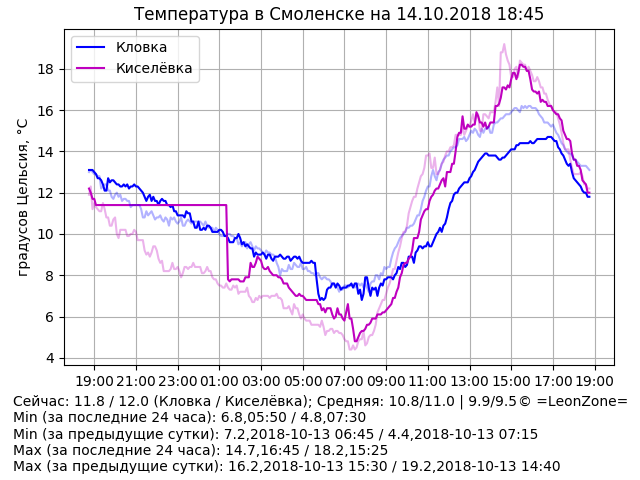 Температура в Смоленске на 14.10.2018 18:45
Кловка
Киселёвка
градусов Цельсия, °C
18
16
14
12
10
8
6
4
19:00 21:00 23:00 01:00 03:00 05:00 07:00 09:00 11:00 13:00 15:00 17:00 19:00
Сейчас: 11.8 / 12.0 (Кловка / Киселёвка); Средняя: 10.8/11.0 | 9.9/9.5© =LeonZone=
Min (за последние 24 часа): 6.8,05:50 / 4.8,07:30
Min (за предыдущие сутки): 7.2,2018-10-13 06:45 / 4.4,2018-10-13 07:15
Max (за последние 24 часа): 14.7,16:45 / 18.2,15:25
Max (за предыдущие сутки): 16.2,2018-10-13 15:30 / 19.2,2018-10-13 14:40